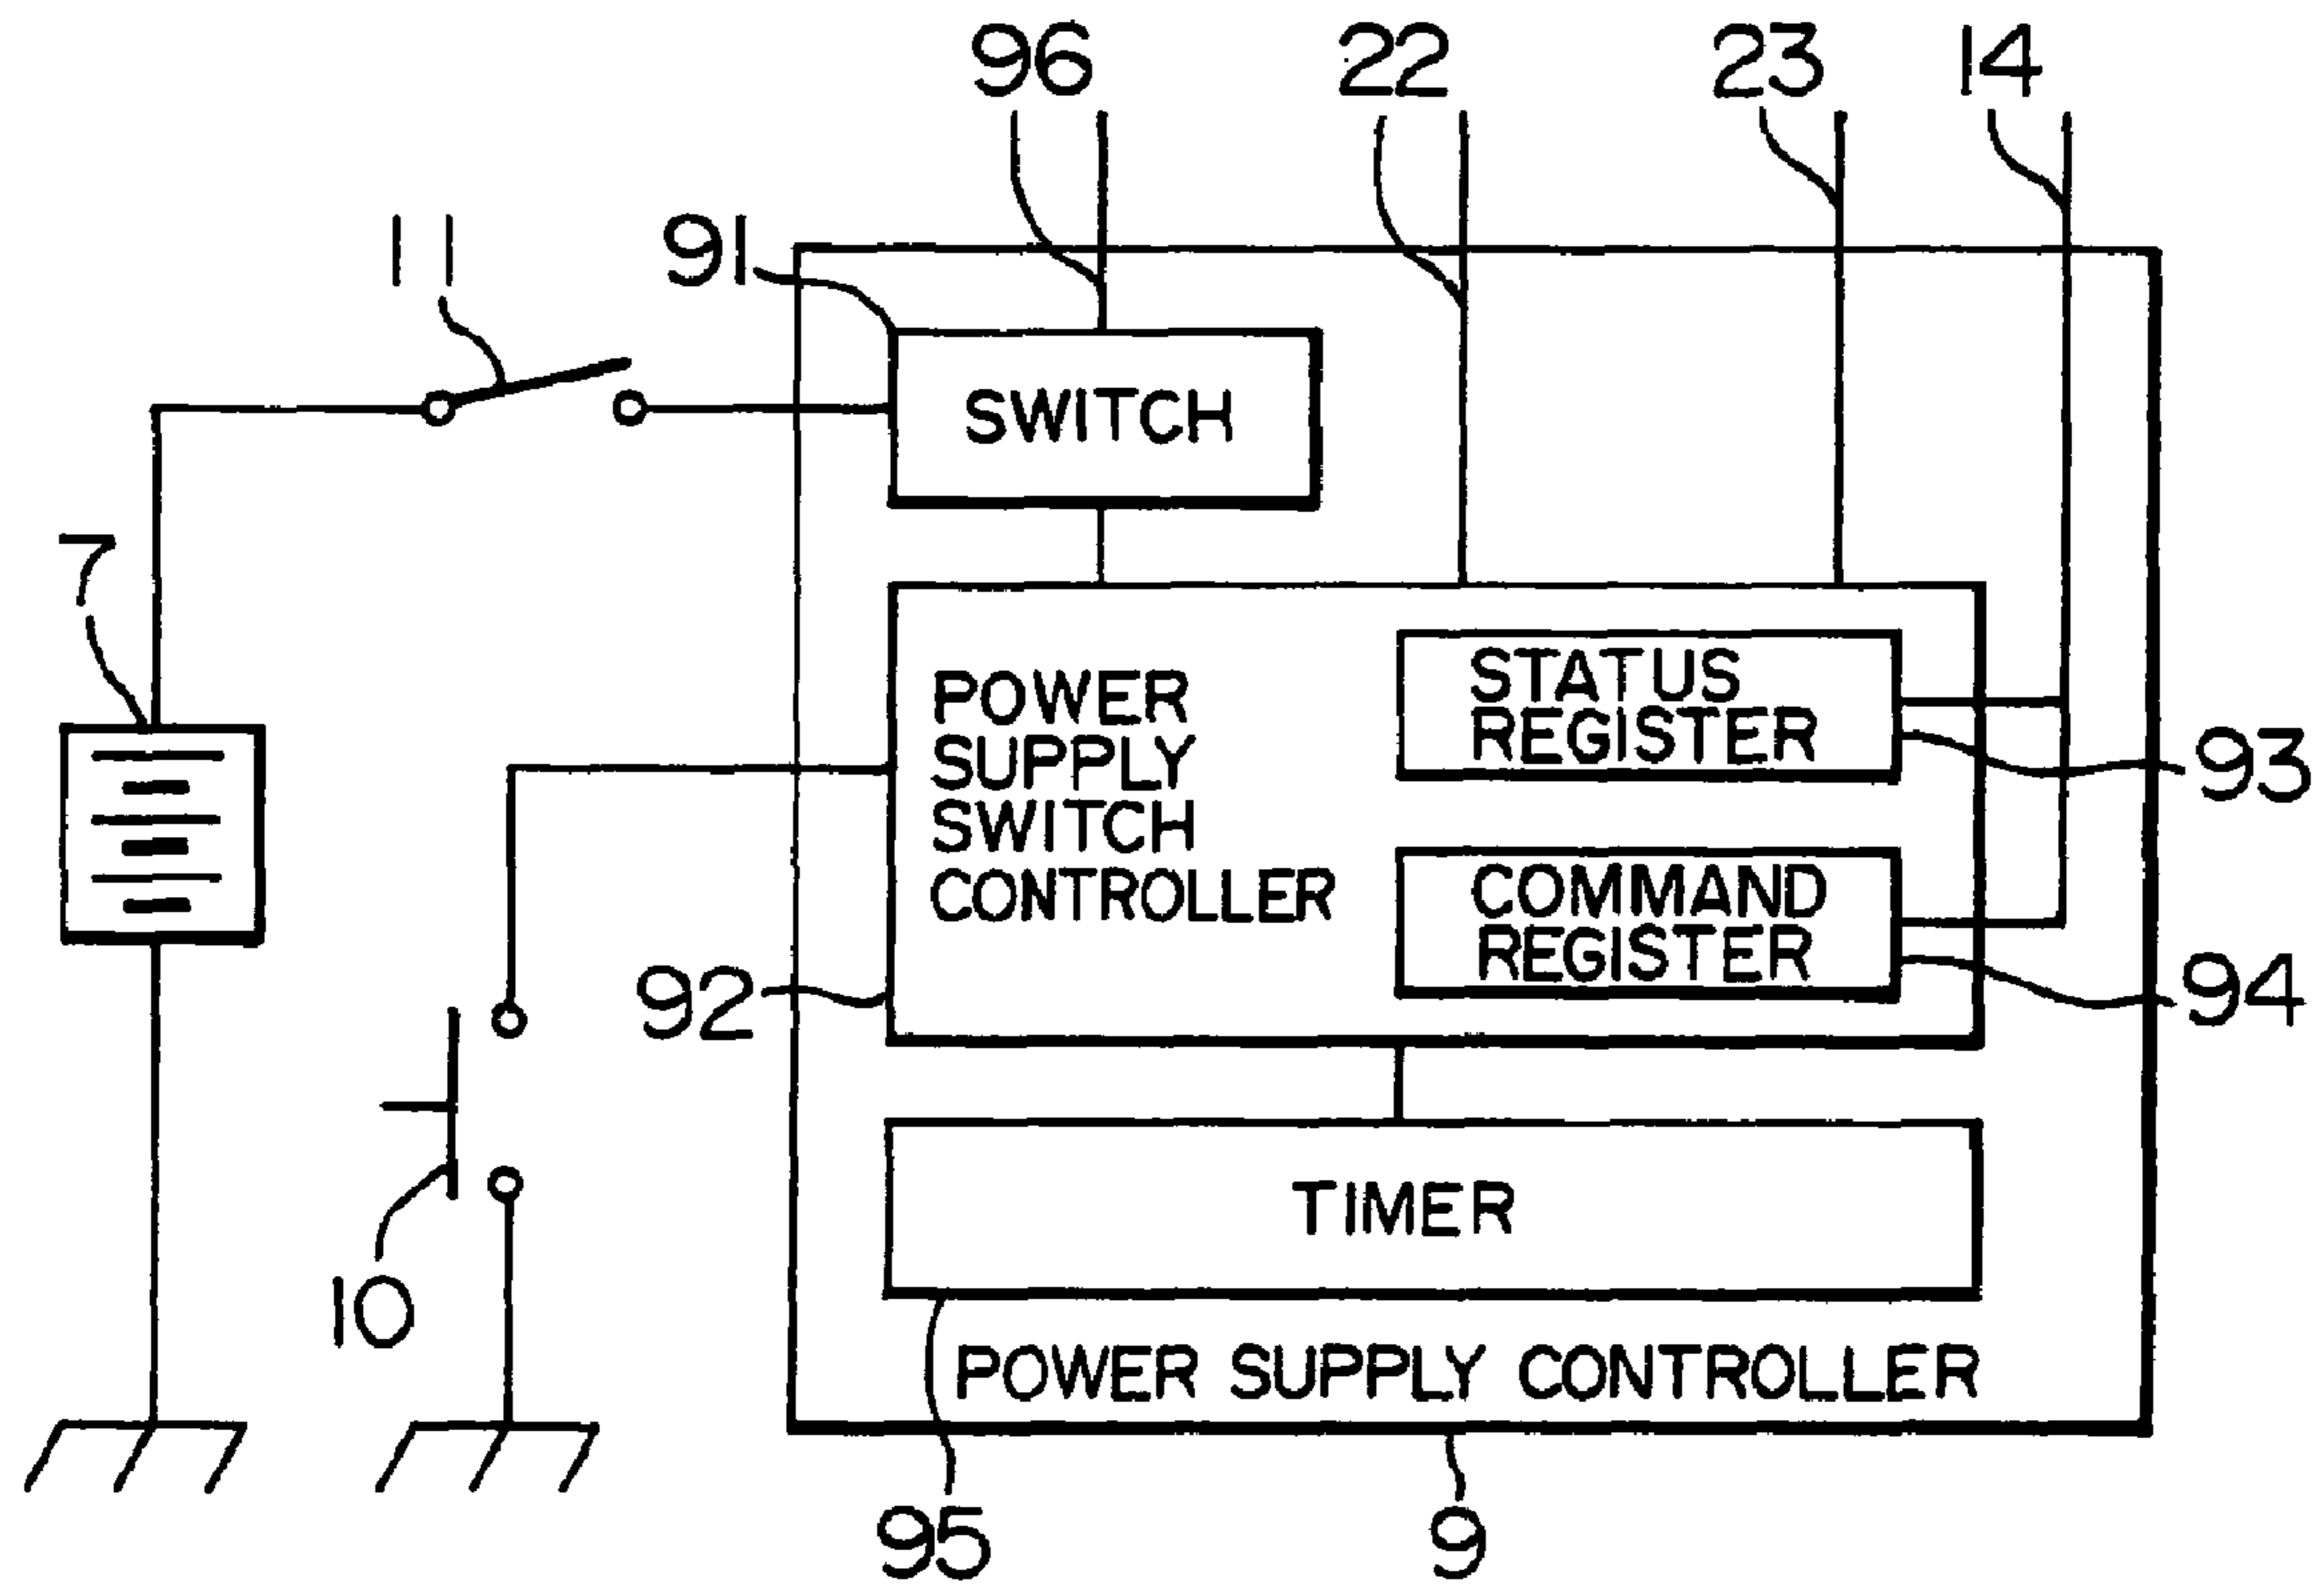 96
22
23
14
11
91
SWITCH
7
POWER
SUPPLY
SWITCH
CONTROLLER
STATUS
REGISTER
93
COMMAND
REGISTER
94
92
TIMER
10
POWER SUPPLY CONTROLLER
95
9